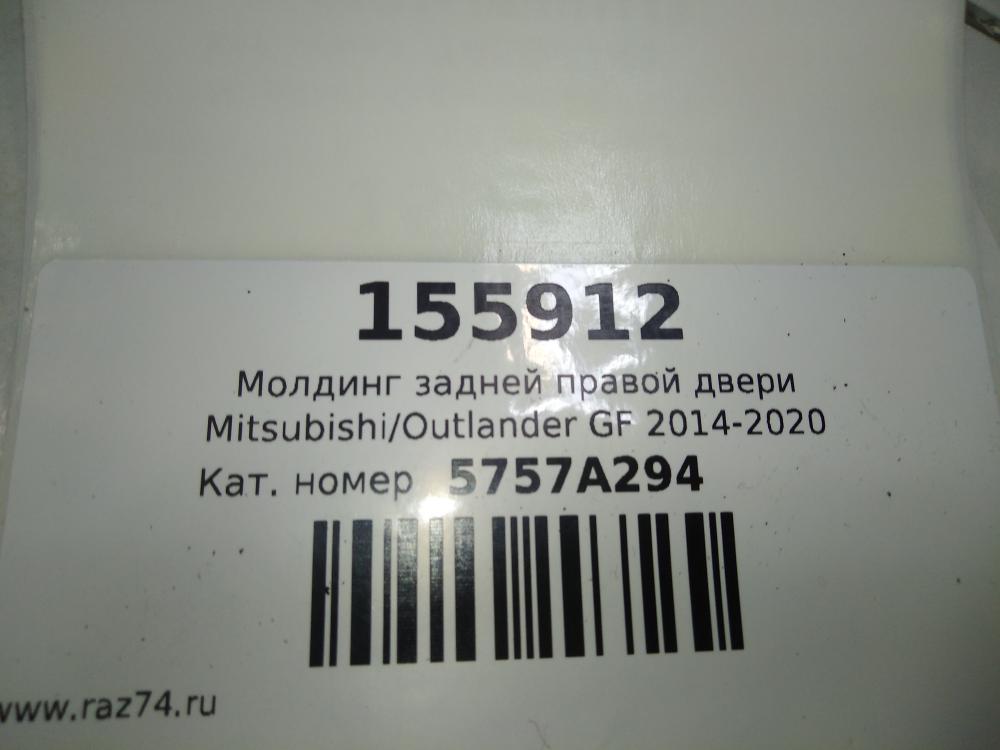 155912
Молдинг задней правой двери
Mitsubishi/Outlander GF 2014-2020
Кат. номер 5757A294
www.raz74.ru